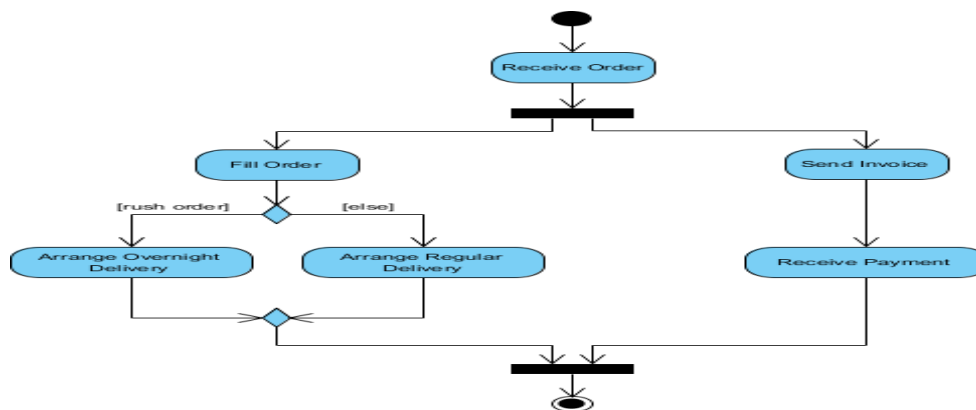 Receive Order
Fill Order
Send Invoice
[rush order]
[else]
Arrange Overnight
Delivery
Arrange Regular
Delivery
Receive Payment